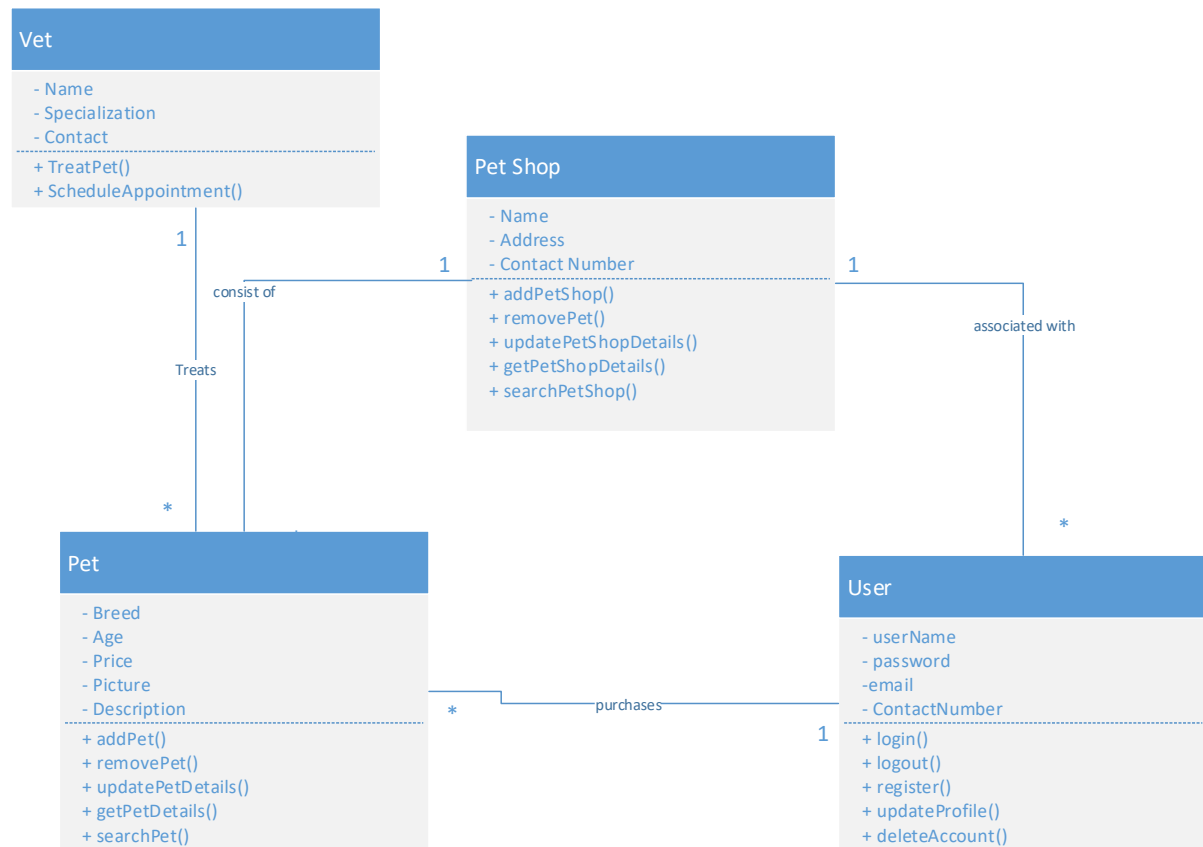 Vet
- Name
- Specialization
- Contact
+ TreatPet()
+ ScheduleAppointment()
1
Treats
*
Pet Shop
- Name
- Address
- Contact Number
+ addPetShop()
+ removePet()
+ updatePetShopDetails()
+ getPetShopDetails()
+ searchPetShop()
1
consist of
1
associated with
*
Pet
- Breed
- Age
- Price
- Picture
- Description
+ addPet()
+ removePet()
+ updatePetDetails()
+ getPetDetails()
+ searchPet()
*
purchases
1
User
- userName
- password
-email
- ContactNumber
+ login()
+ logout()
+ register()
+ updateProfile()
+ deleteAccount()